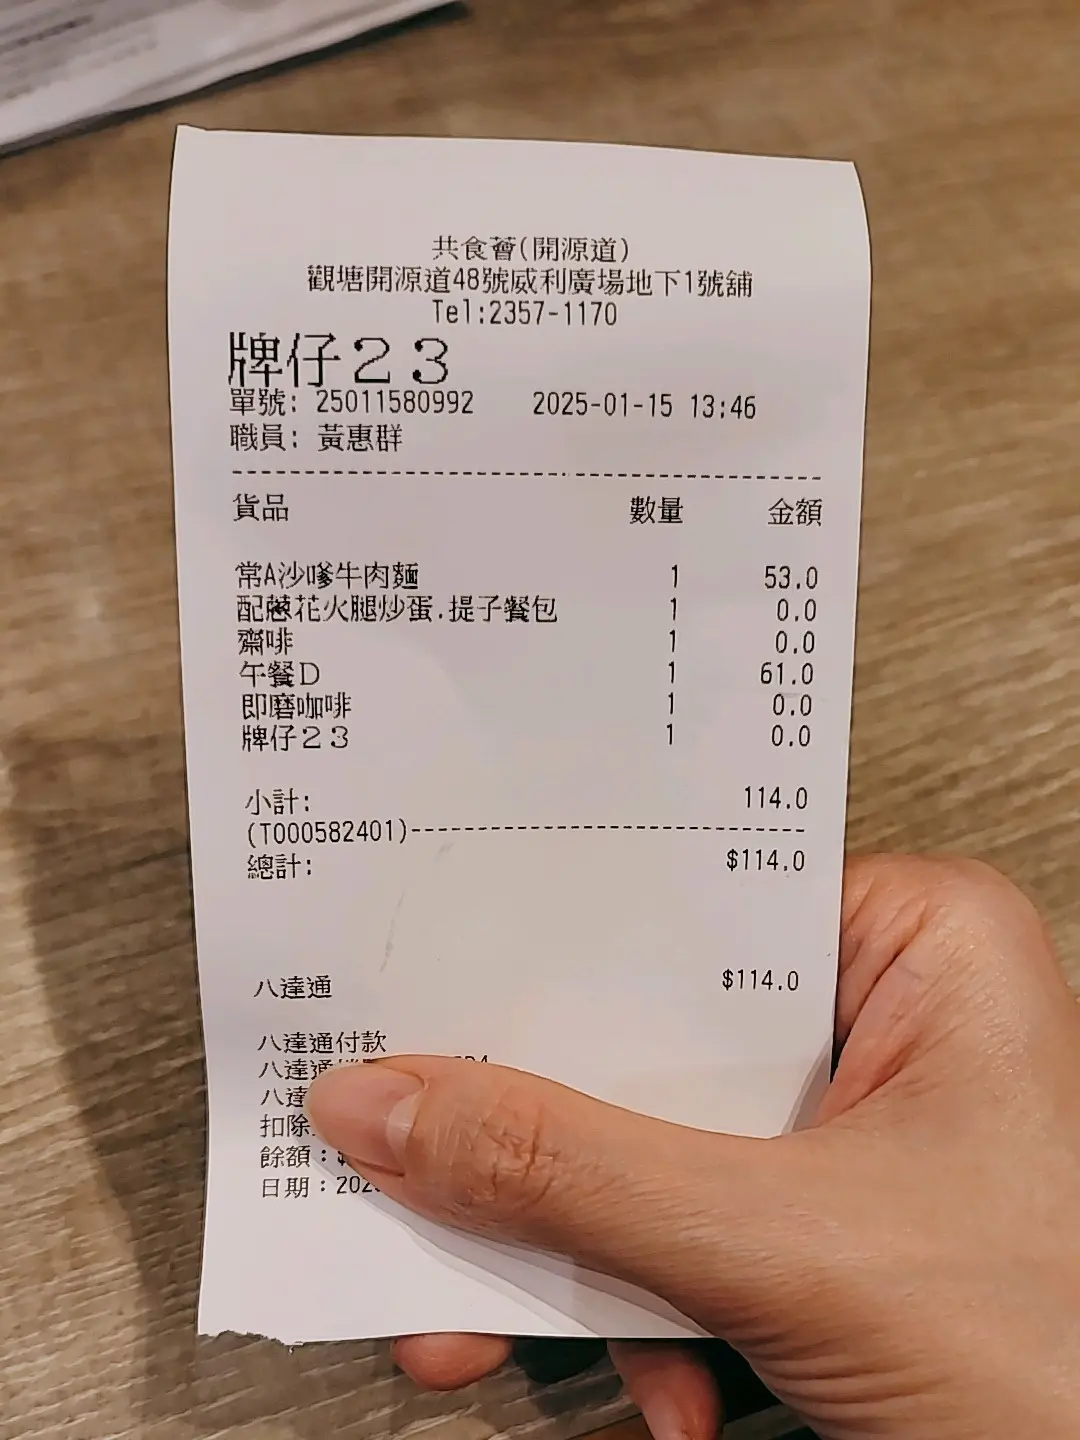 共食薈(開源道)
觀塘開源道48號威利廣場地下1號舖
Tel:2357-1170
牌仔２３
單號: 25011580992 2025-01-15 13:46
職員: 黃惠群
貨品 數量 金額
常A沙嗲牛肉麵 1 53.0
配蔥花火腿炒蛋.提子餐包 1 0.0
齋啡 1 0.0
午餐Ｄ 1 61.0
即磨咖啡 1 0.0
牌仔２３ 1 0.0
小計: 114.0
(T000582401)
總計: $114.0
八達通 $114.0
八達通付款
八達通
八達
扣除
餘額：$
日期：202